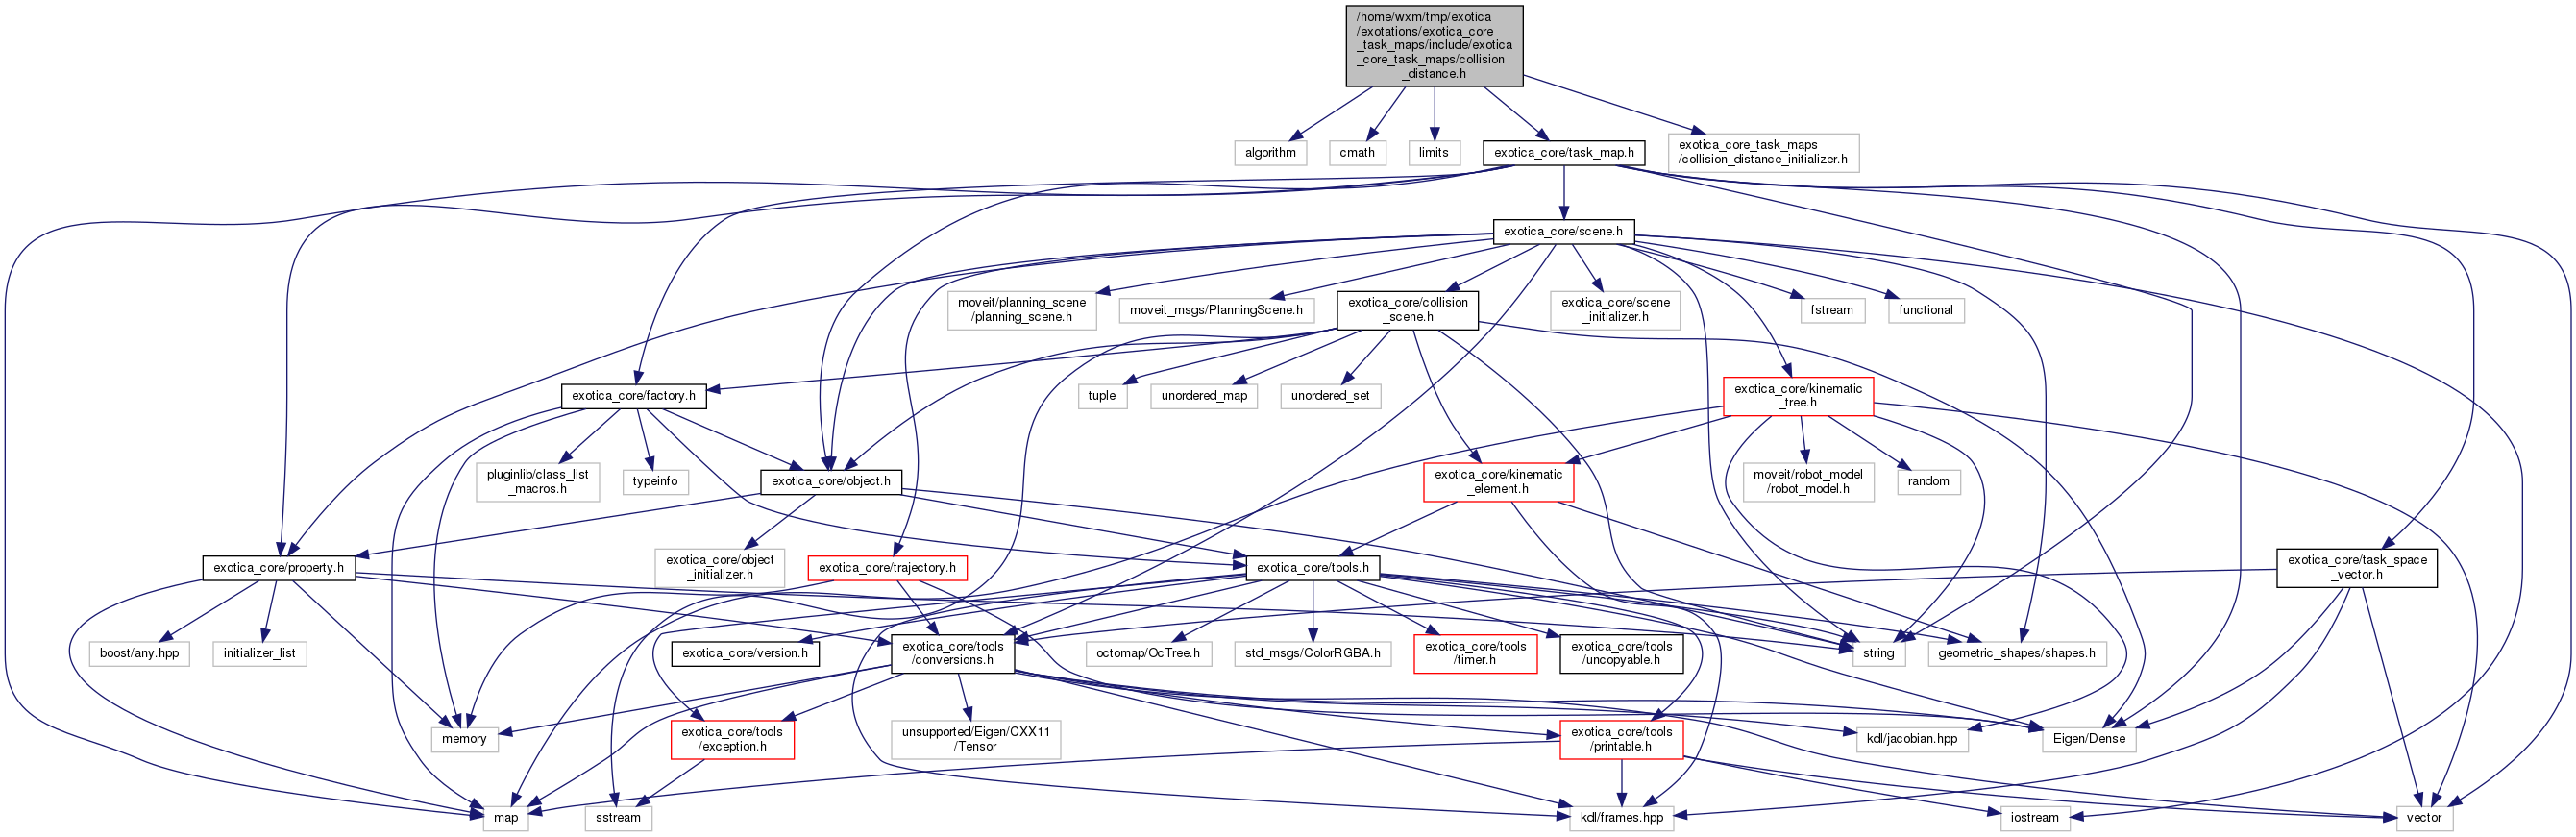 /home/wxm/tmp/exotica
/exotations/exotica_core
_task_maps/include/exotica
_core_task_maps/collision
_distance.h
algorithm
cmath
limits
exotica_core/task_map.h
exotica_core_task_maps
/collision_distance_initializer.h
exotica_core/scene.h
moveit/planning_scene
/planning_scene.h
moveit_msgs/PlanningScene.h
exotica_core/collision
_scene.h
exotica_core/scene
_initializer.h
fstream
functional
exotica_core/factory.h
tuple
unordered_map
unordered_set
exotica_core/kinematic
_tree.h
pluginlib/class_list
_macros.h
typeinfo
exotica_core/object.h
exotica_core/kinematic
_element.h
moveit/robot_model
/robot_model.h
random
exotica_core/property.h
exotica_core/object
_initializer.h
exotica_core/trajectory.h
exotica_core/tools.h
exotica_core/task_space
_vector.h
boost/any.hpp
initializer_list
exotica_core/version.h
exotica_core/tools
/conversions.h
octomap/OcTree.h
std_msgs/ColorRGBA.h
exotica_core/tools
/timer.h
exotica_core/tools
/uncopyable.h
string
geometric_shapes/shapes.h
memory
exotica_core/tools
/exception.h
unsupported/Eigen/CXX11
/Tensor
exotica_core/tools
/printable.h
kdl/jacobian.hpp
Eigen/Dense
map
sstream
kdl/frames.hpp
iostream
vector